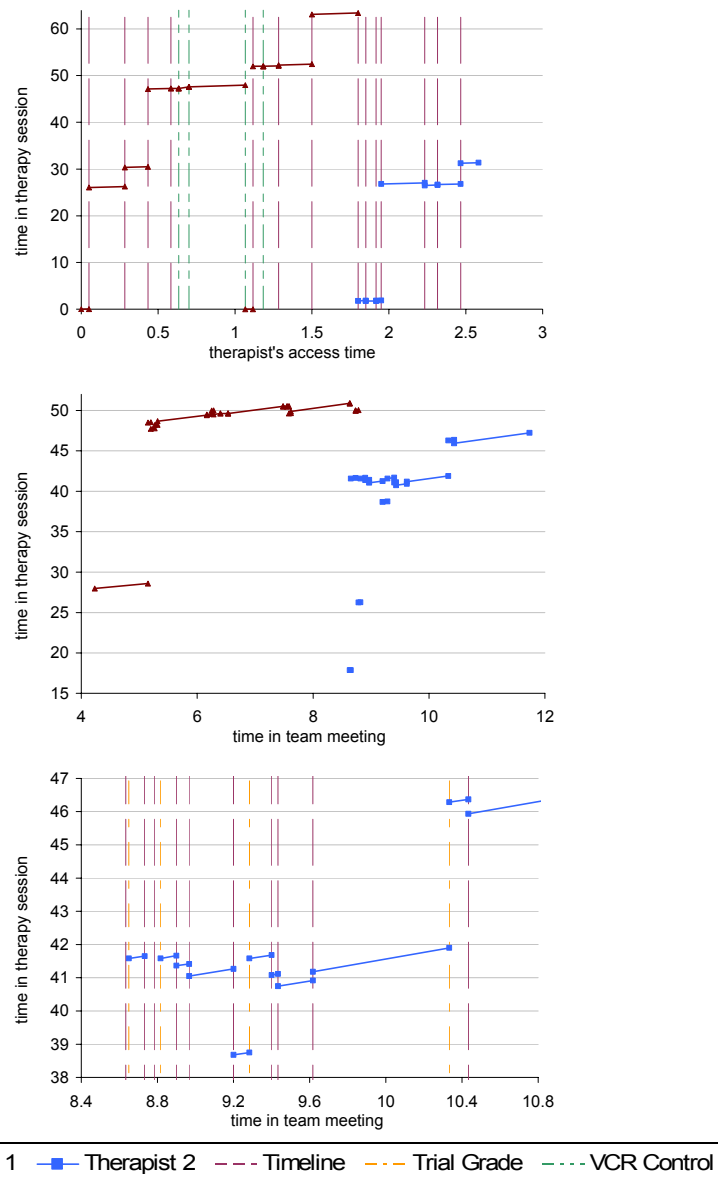 60
50
40
30
20
10
0
0 0.5 1 1.5 2 2.5 3
time in therapy session
therapist's access time
50
45
40
35
30
25
20
15
4 6 8 10 12
time in therapy session
time in team meeting
47
46
45
44
43
42
41
40
39
38
8.4 8.8 9.2 9.6 10 10.4 10.8
time in therapy session
time in team meeting
1 Therapist 2 Timeline Trial Grade VCR Control